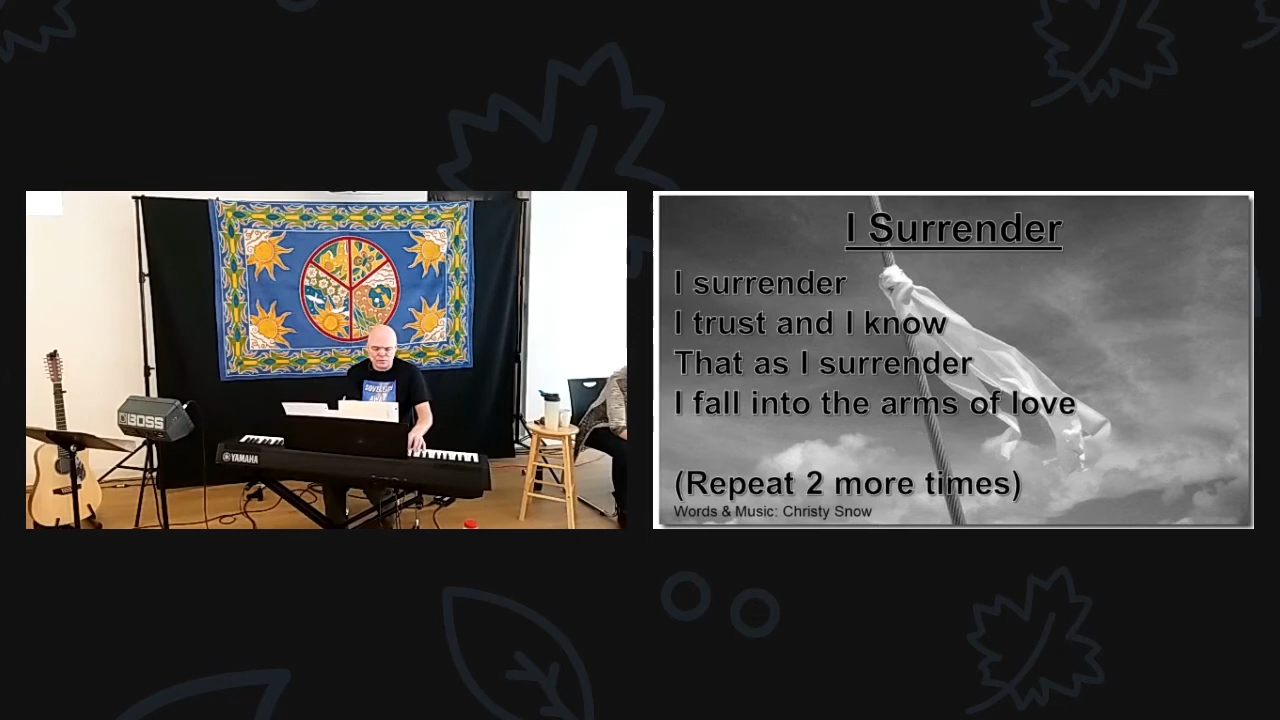 BOSS
YAMAHA
I Surrender
I surrender
I trust and I know
That as I surrender
I fall into the arms of love
(Repeat 2 more times)
Words & Music: Christy Snow